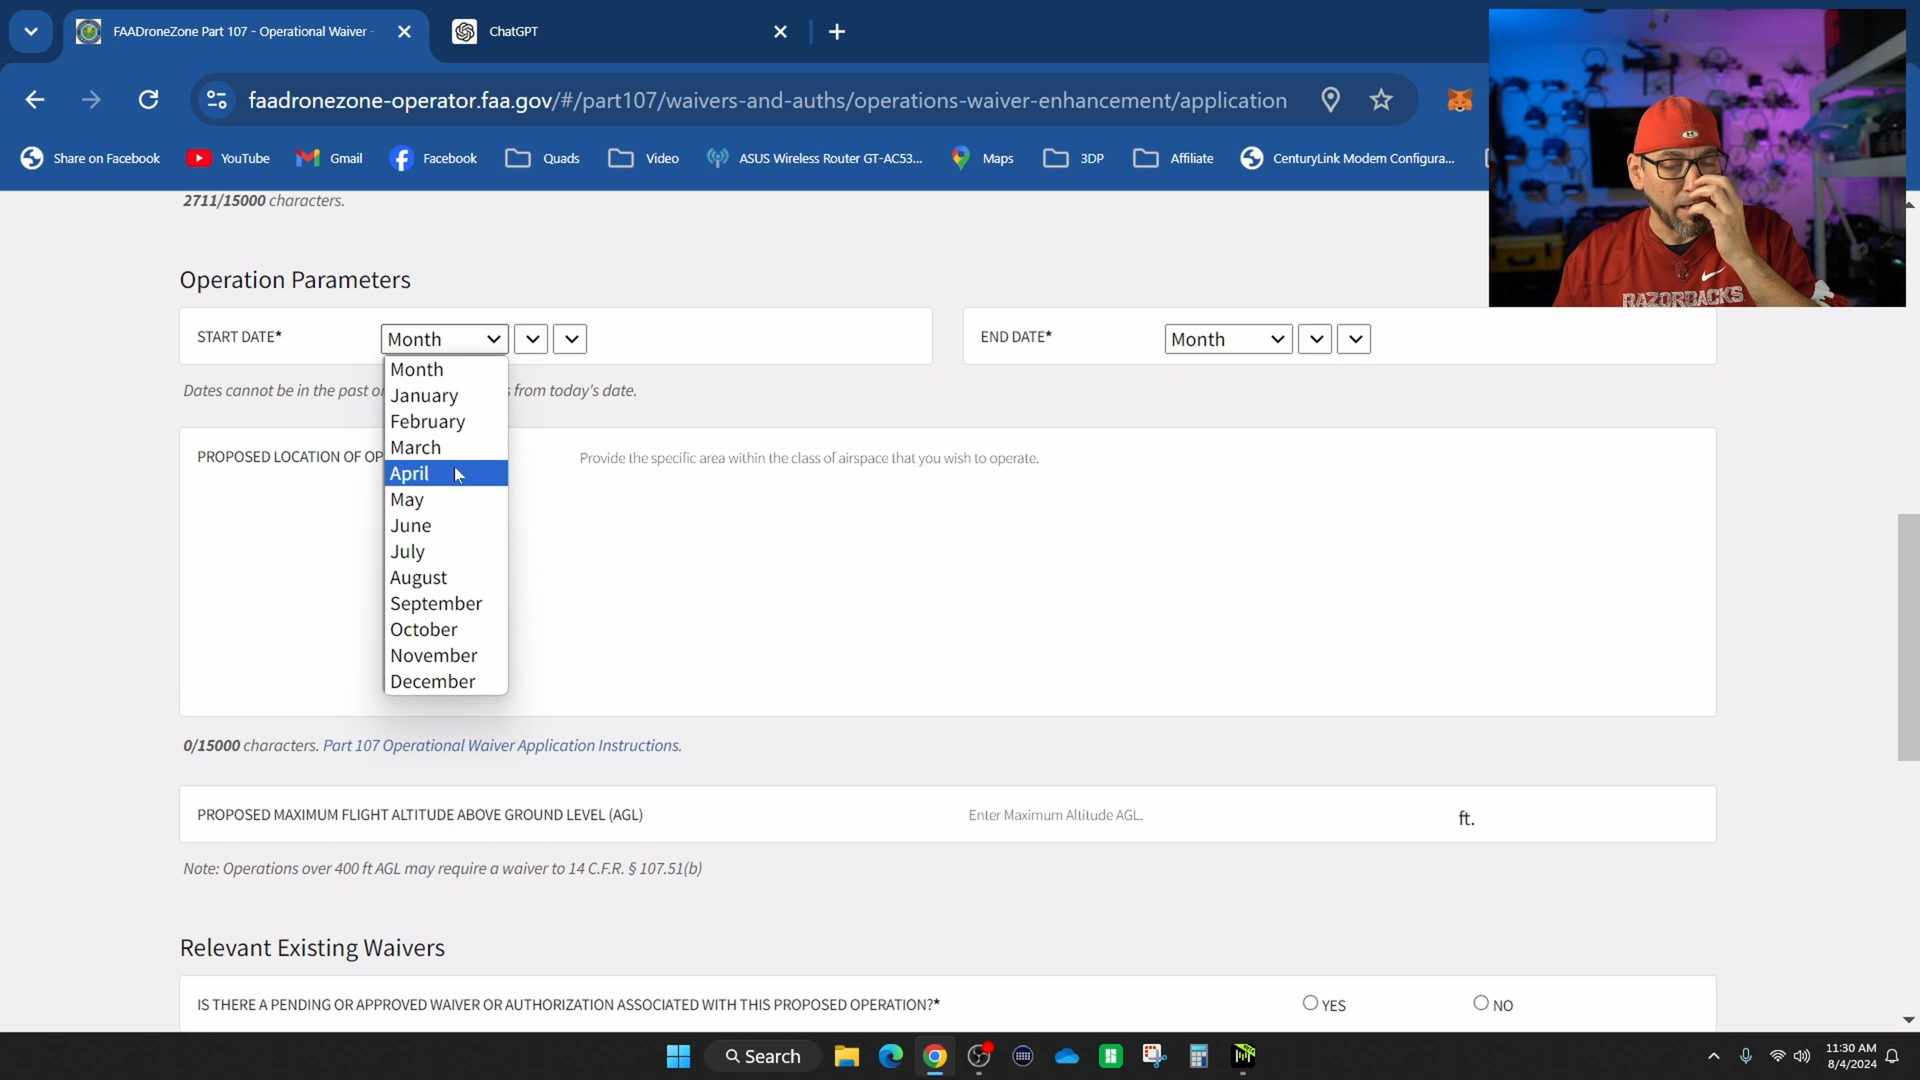 FAADroneZone Part 107 - Operational Waiver -
ChatGPT
faadronezone-operator.faa.gov/#/part107/waivers-and-auths/operations-waiver-enhancement/application
Share on Facebook
YouTube
Gmail
Facebook
Quads
Video
ASUS Wireless Router GT-AC53...
Maps
3DP
Affiliate
CenturyLink Modem Configura...
RAZORBACKS
2711/15000 characters.
Operation Parameters
START DATE*
Month
END DATE*
Month
Month
January
February
March
April
May
June
July
August
September
October
November
December
Dates cannot be in the past or
from today's date.
PROPOSED LOCATION OF OP
Provide the specific area within the class of airspace that you wish to operate.
0/15000 characters. Part 107 Operational Waiver Application Instructions.
PROPOSED MAXIMUM FLIGHT ALTITUDE ABOVE GROUND LEVEL (AGL)
Enter Maximum Altitude AGL.
ft.
Note: Operations over 400 ft AGL may require a waiver to 14 C.F.R. § 107.51(b)
Relevant Existing Waivers
IS THERE A PENDING OR APPROVED WAIVER OR AUTHORIZATION ASSOCIATED WITH THIS PROPOSED OPERATION?*
YES
NO
Search
11:30 AM
8/4/2024